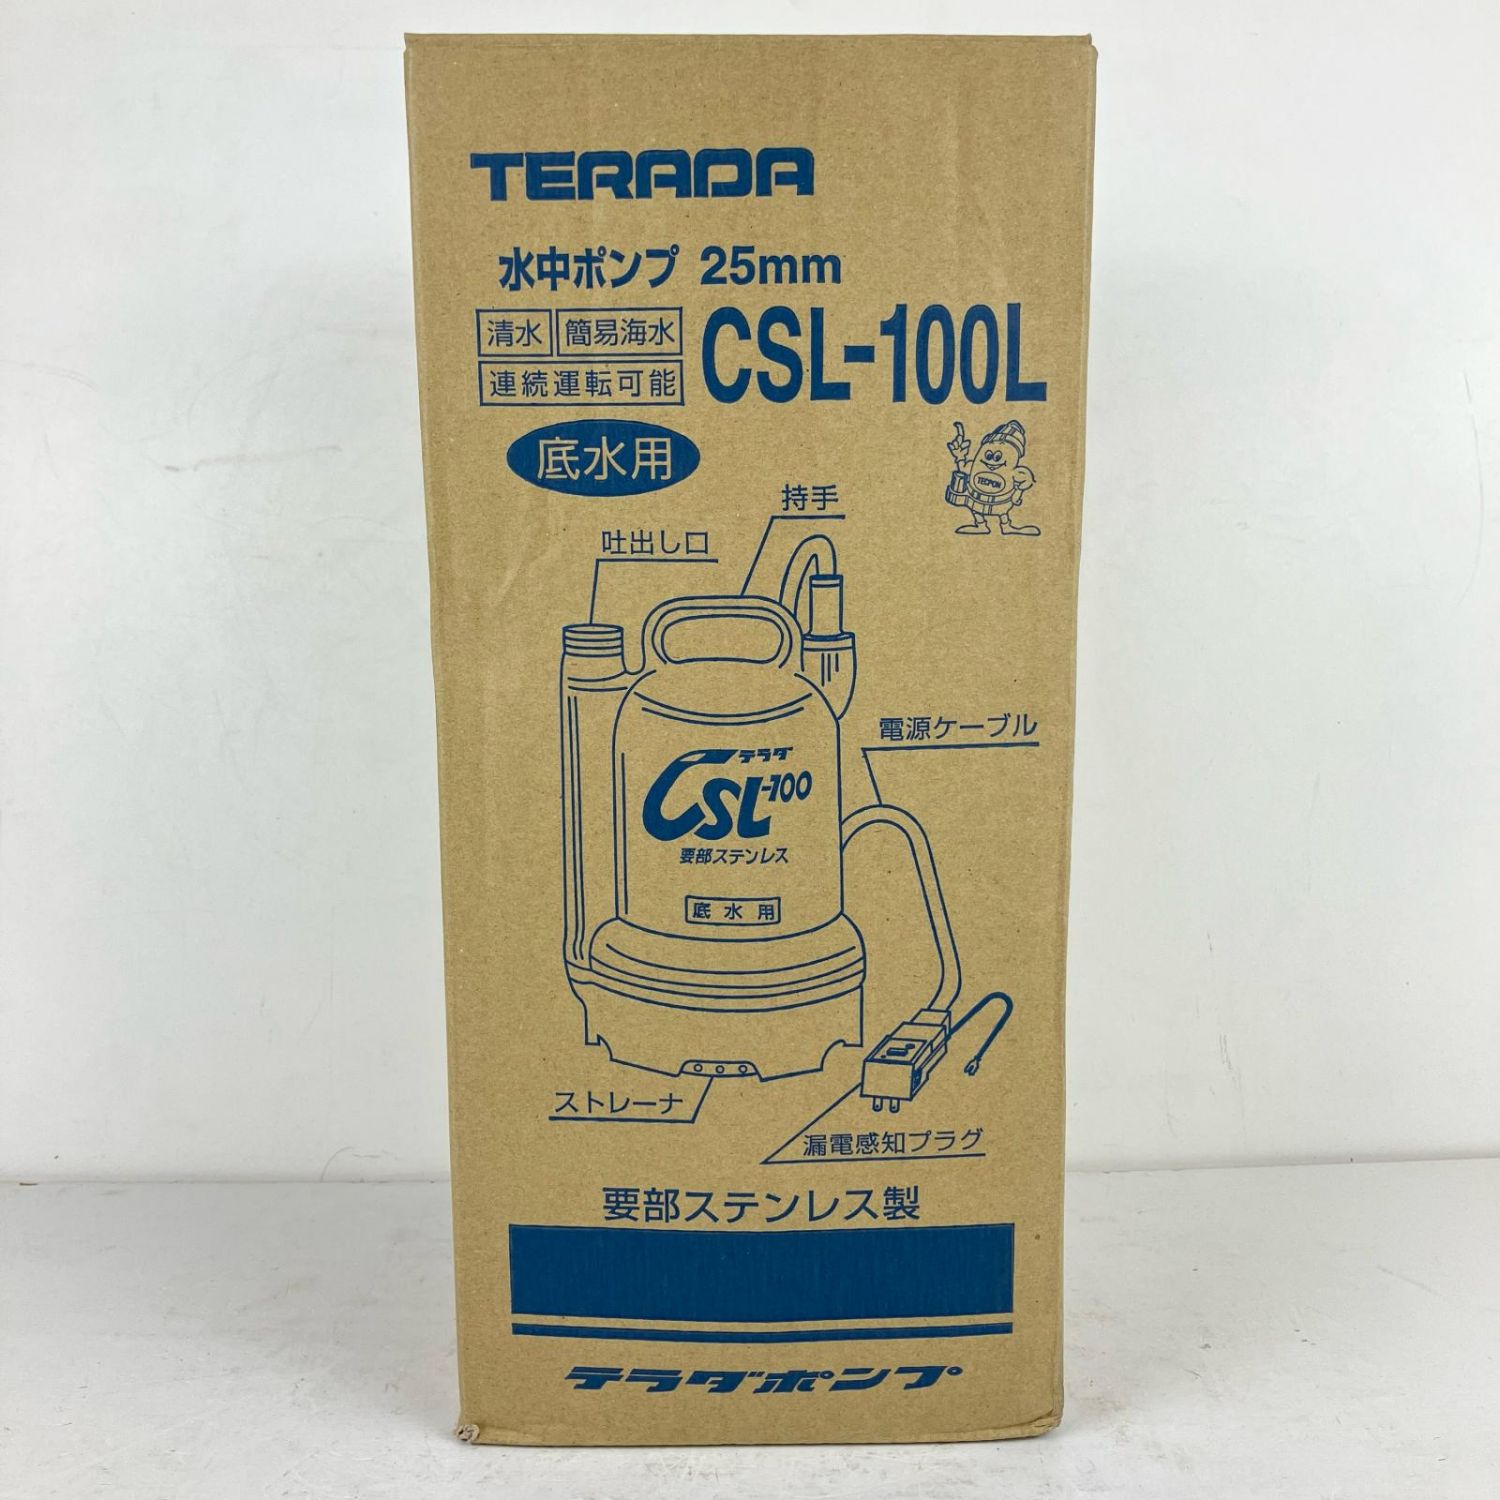 TERADA
水中ポンプ 25mm
清水 簡易海水
連続運転可能
CSL-100L
底水用
TECPON
持手
吐出し口
電源ケーブル
テラダ
CSL-100
要部ステンレス
底水用
ストレーナ
漏電感知プラグ
要部ステンレス製
テラダポンプ